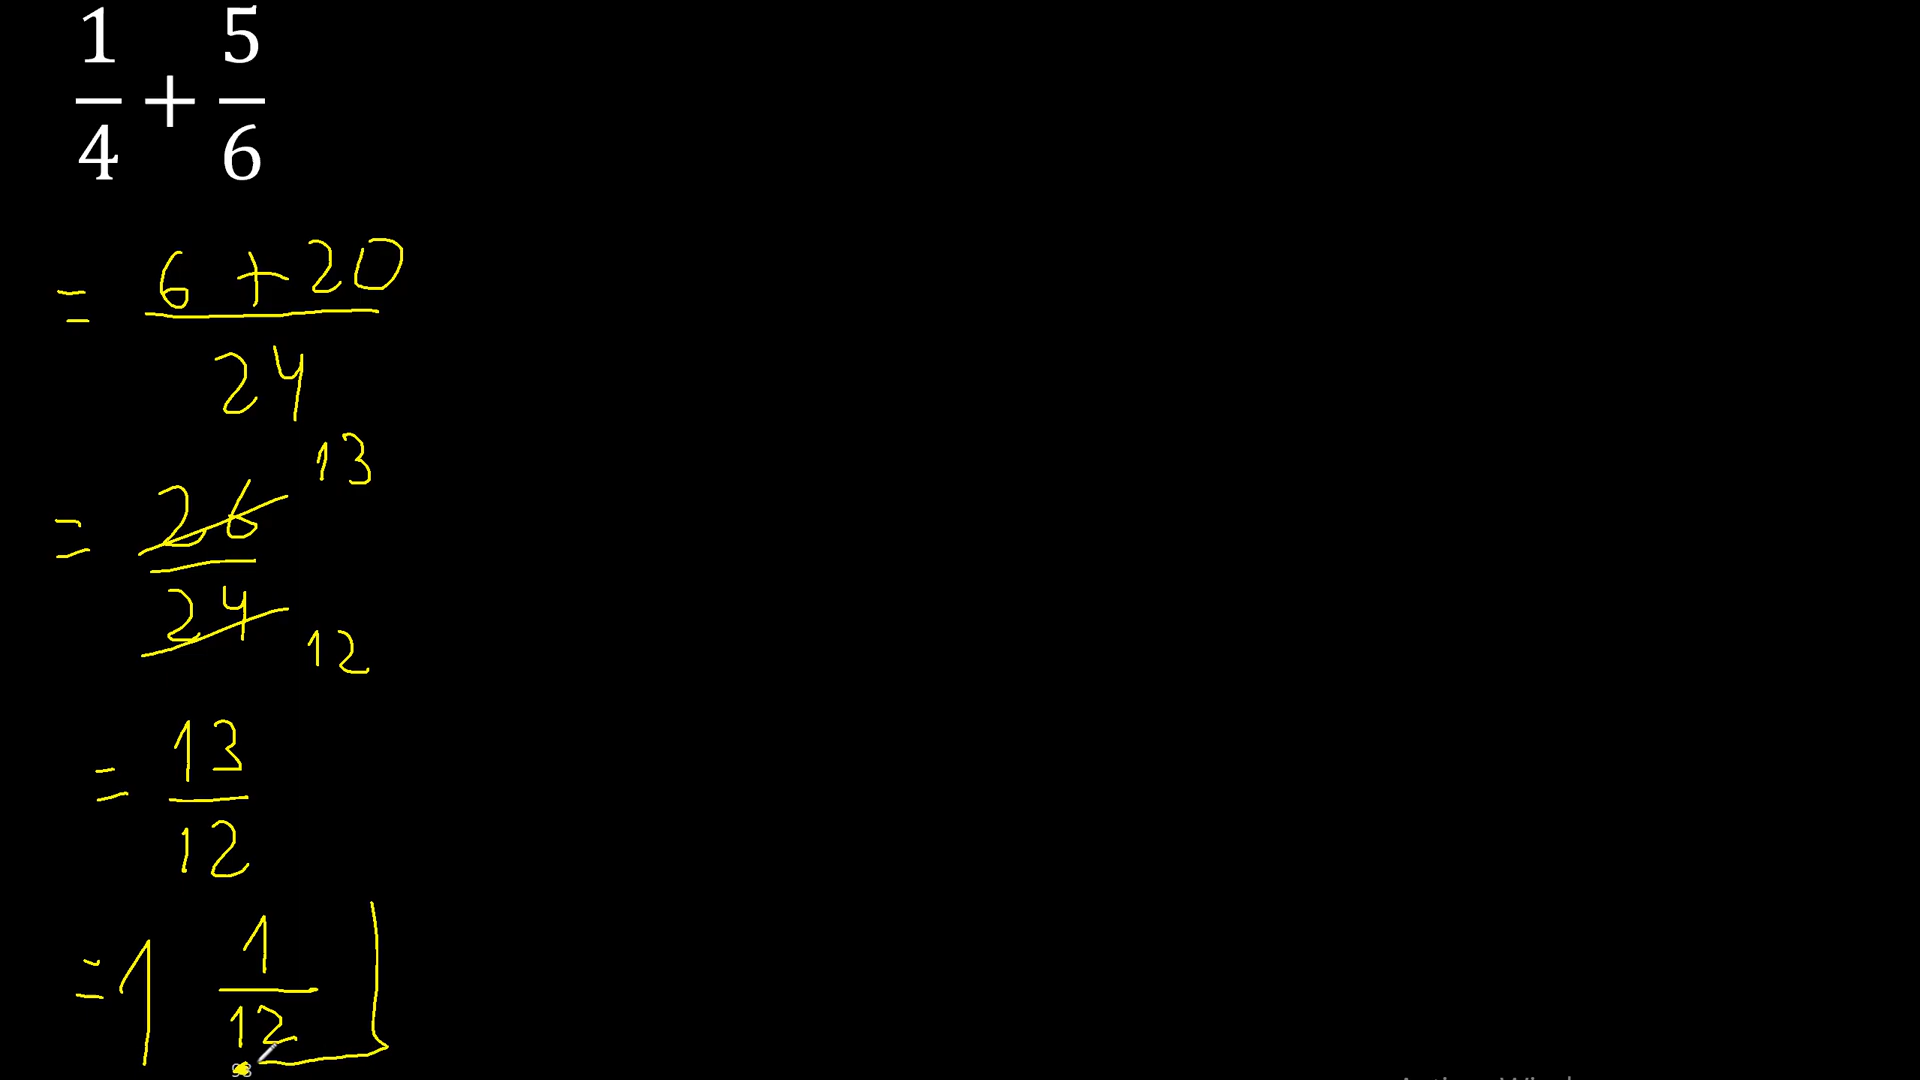 1/4 + 5/6
= 6 + 20 / 24
= 26 / 24 13 12
= 13 / 12
= 1 1/12